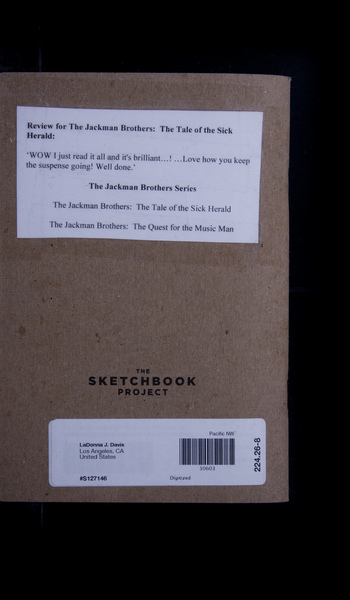 Review for The Jackman Brothers: The Tale of the Sick
Herald:
'WOW I just read it all and it's brilliant…! …Love how you keep
the suspense going! Well done.'
The Jackman Brothers Series
The Jackman Brothers: The Tale of the Sick Herald
The Jackman Brothers: The Quest for the Music Man
THE
SKETCHBOOK
PROJECT
Pacific NW
LaDonna J. Davis
Los Angeles, CA
United States
30603
#S127146
Digitized
224.26-8